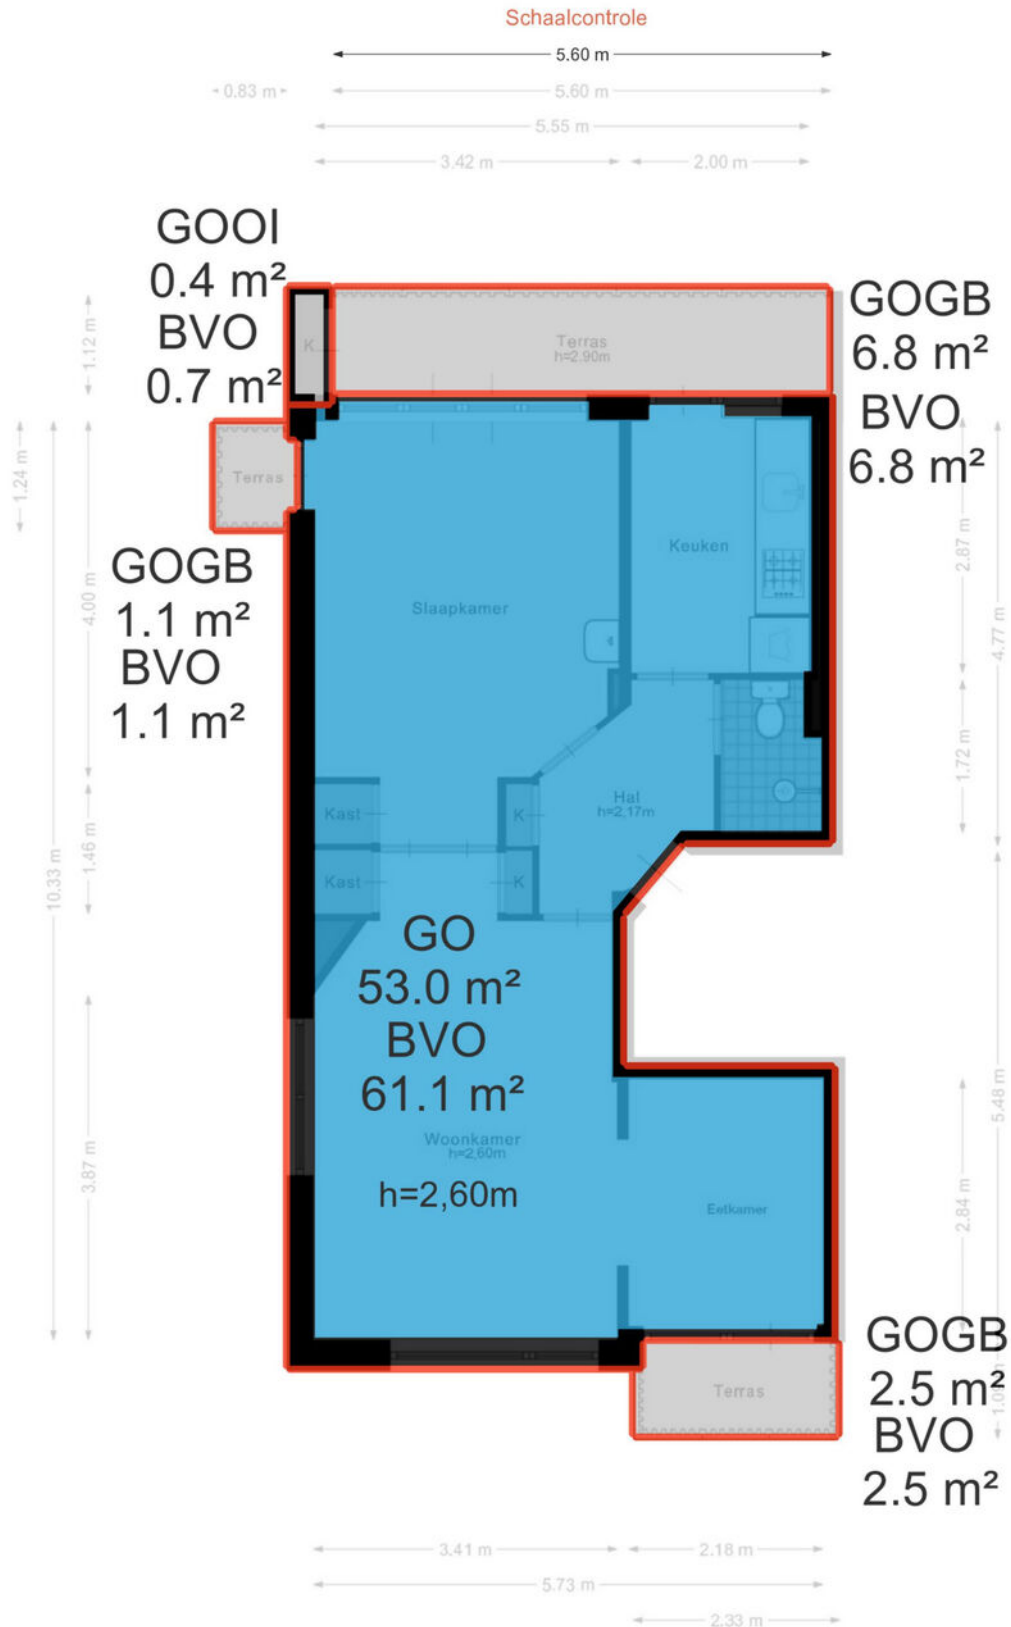 Schaalcontrole
5.60 m
0.83 m
5.60 m
5.55 m
3.42 m
2.00 m
GOOI
0.4 m²
BVO
0.7 m²
GOGB
6.8 m²
BVO
6.8 m²
1.12 m
K
Terras
h=2.90m
1.24 m
Terras
GOGB
1.1 m²
BVO
1.1 m²
4.00 m
Keuken
2.87 m
4.77 m
Slaapkamer
1.72 m
Hal
h=2,17m
Kast
K
Kast
K
1.46 m
10.33 m
GO
53.0 m²
BVO
61.1 m²
Woonkamer
h=2,60m
h=2,60m
3.87 m
5.48 m
2.84 m
Eetkamer
GOGB
2.5 m²
BVO
2.5 m²
Terras
3.41 m
2.18 m
5.73 m
2.33 m